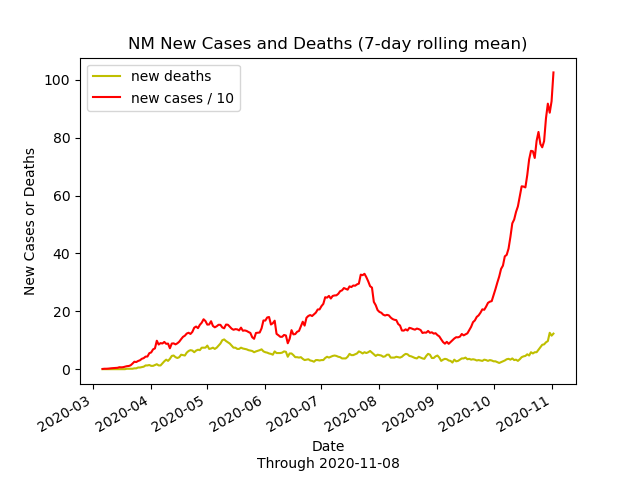 NM New Cases and Deaths (7-day rolling mean)
new deaths
new cases / 10
New Cases or Deaths
100
80
60
40
20
0
2020-03
2020-04
2020-05
2020-06
2020-07
2020-08
2020-09
2020-10
2020-11
Date
Through 2020-11-08